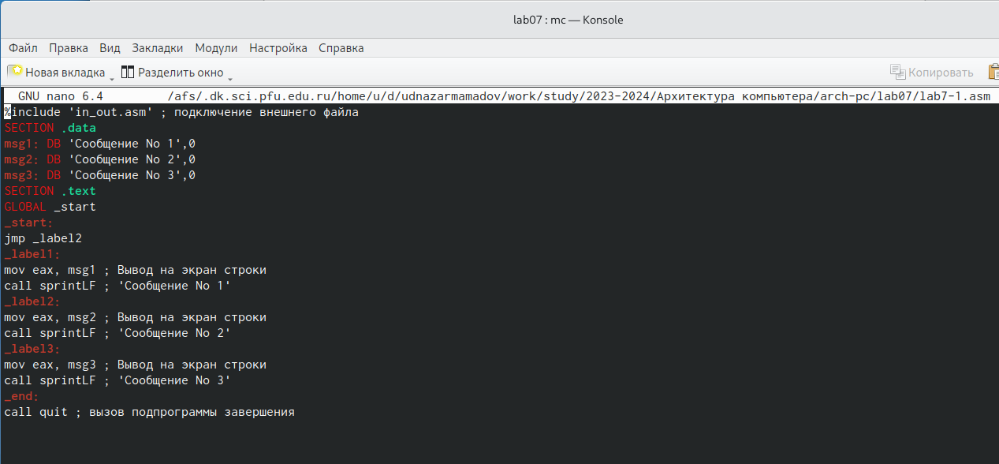 lab07 : mc — Konsole
Файл Правка Вид Закладки Модули Настройка Справка
Новая вкладка Разделить окно Копировать
GNU nano 6.4 /afs/.dk.sci.pfu.edu.ru/home/u/d/udnazarmamadov/work/study/2023-2024/Архитектура компьютера/arch-pc/lab07/lab7-1.asm
%include 'in_out.asm' ; подключение внешнего файла
SECTION .data
msg1: DB 'Сообщение No 1',0
msg2: DB 'Сообщение No 2',0
msg3: DB 'Сообщение No 3',0
SECTION .text
GLOBAL _start
_start:
jmp _label2
_label1:
mov eax, msg1 ; Вывод на экран строки
call sprintLF ; 'Сообщение No 1'
_label2:
mov eax, msg2 ; Вывод на экран строки
call sprintLF ; 'Сообщение No 2'
_label3:
mov eax, msg3 ; Вывод на экран строки
call sprintLF ; 'Сообщение No 3'
_end:
call quit ; вызов подпрограммы завершения